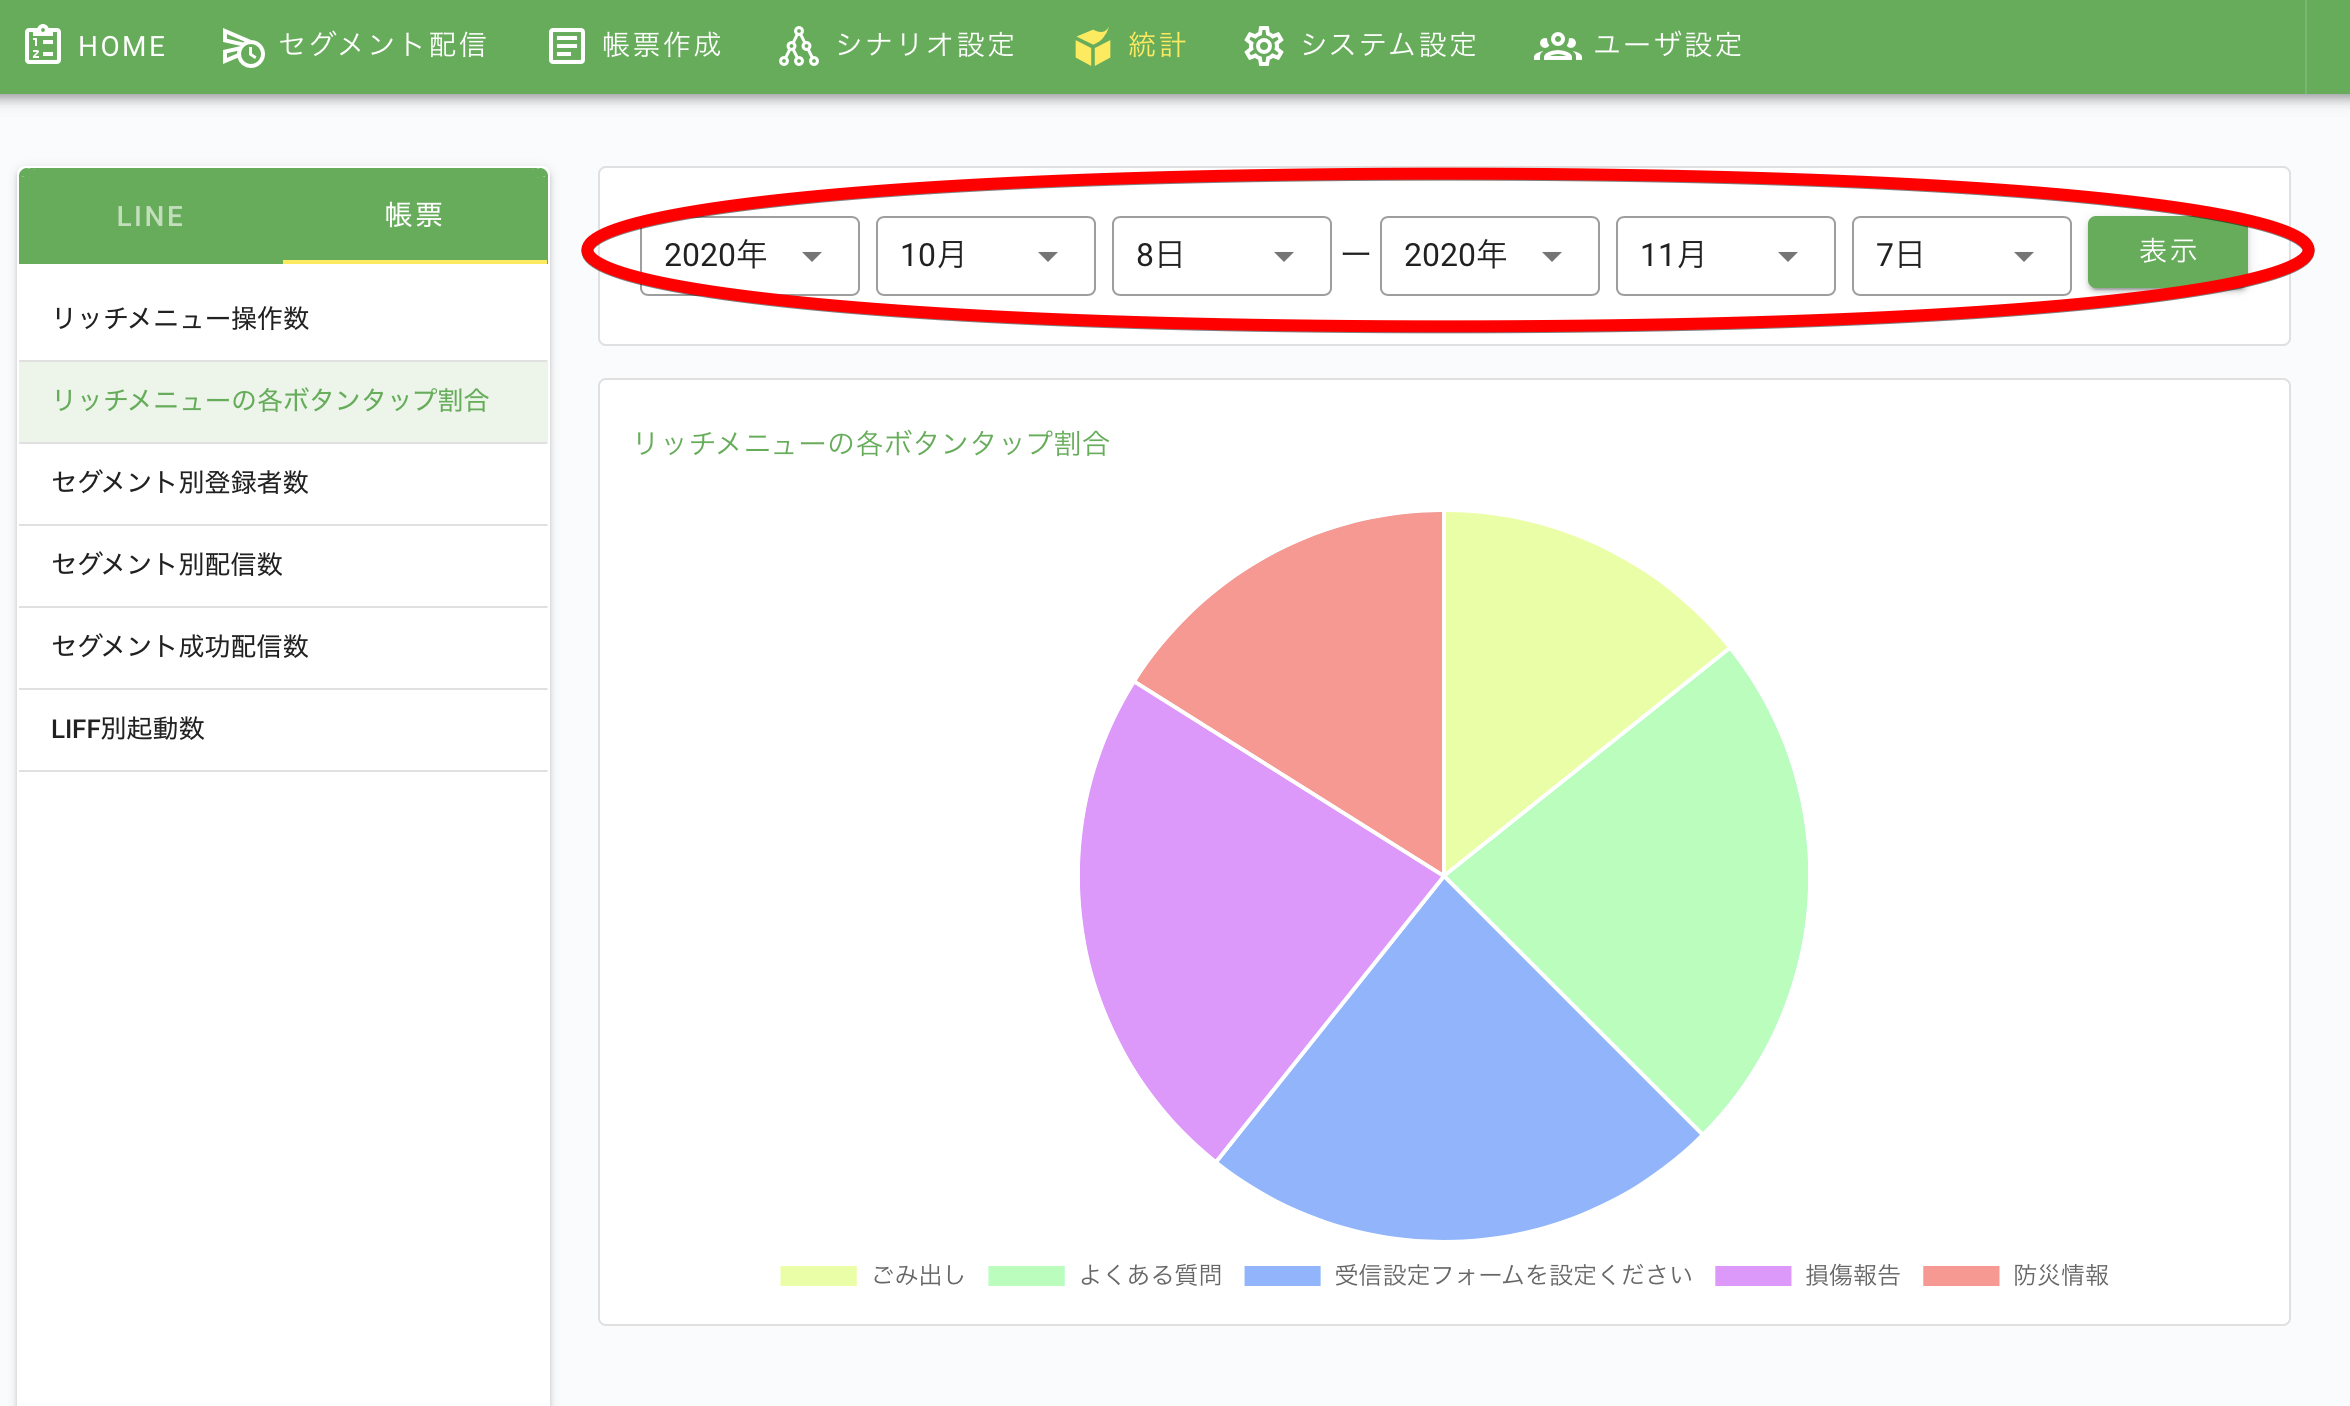 HOME セグメント配信 帳票作成 シナリオ設定 統計 システム設定 ユーザ設定
LINE 帳票
リッチメニュー操作数
リッチメニューの各ボタンタップ割合
セグメント別登録者数
セグメント別配信数
セグメント成功配信数
LIFF別起動数
2020年 10月 8日 — 2020年 11月 7日 表示
リッチメニューの各ボタンタップ割合
ごみ出し よくある質問 受信設定フォームを設定ください 損傷報告 防災情報